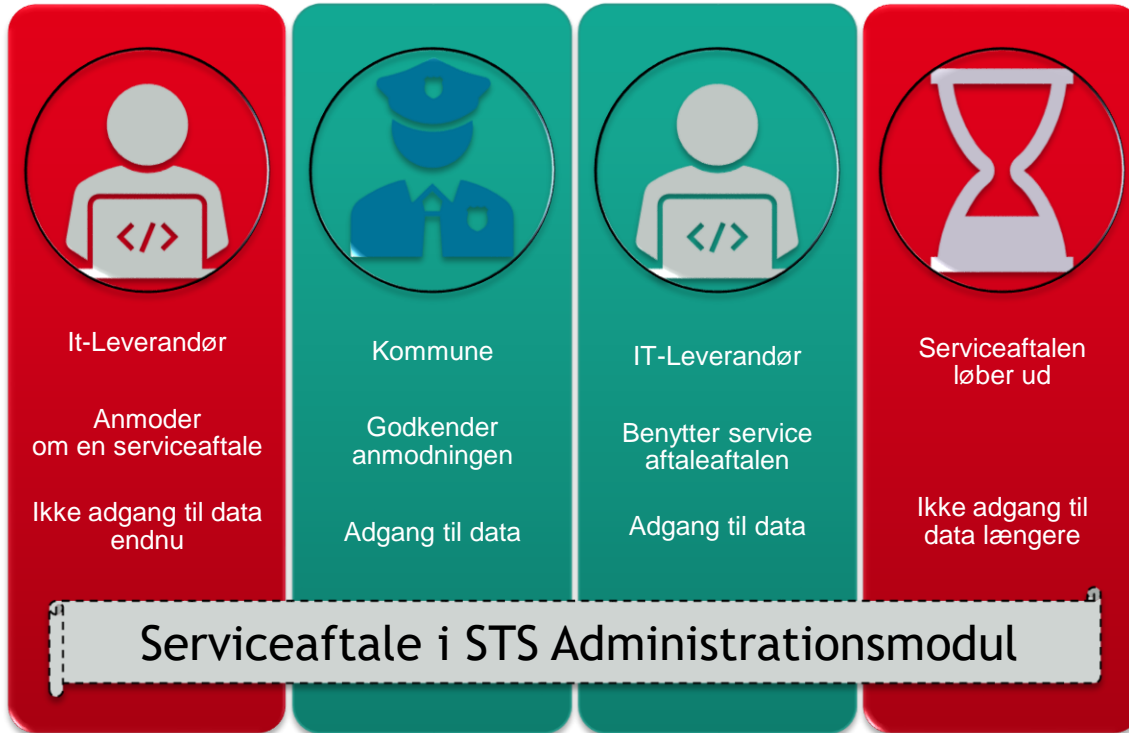 </>
It-Leverandør
Anmoder
om en serviceaftale
Ikke adgang til data
endnu
Kommune
Godkender
anmodningen
Adgang til data
</>
IT-Leverandør
Benytter service
aftaleaftalen
Adgang til data
Serviceaftalen
løber ud
Ikke adgang til
data længere
Serviceaftale i STS Administrationsmodul